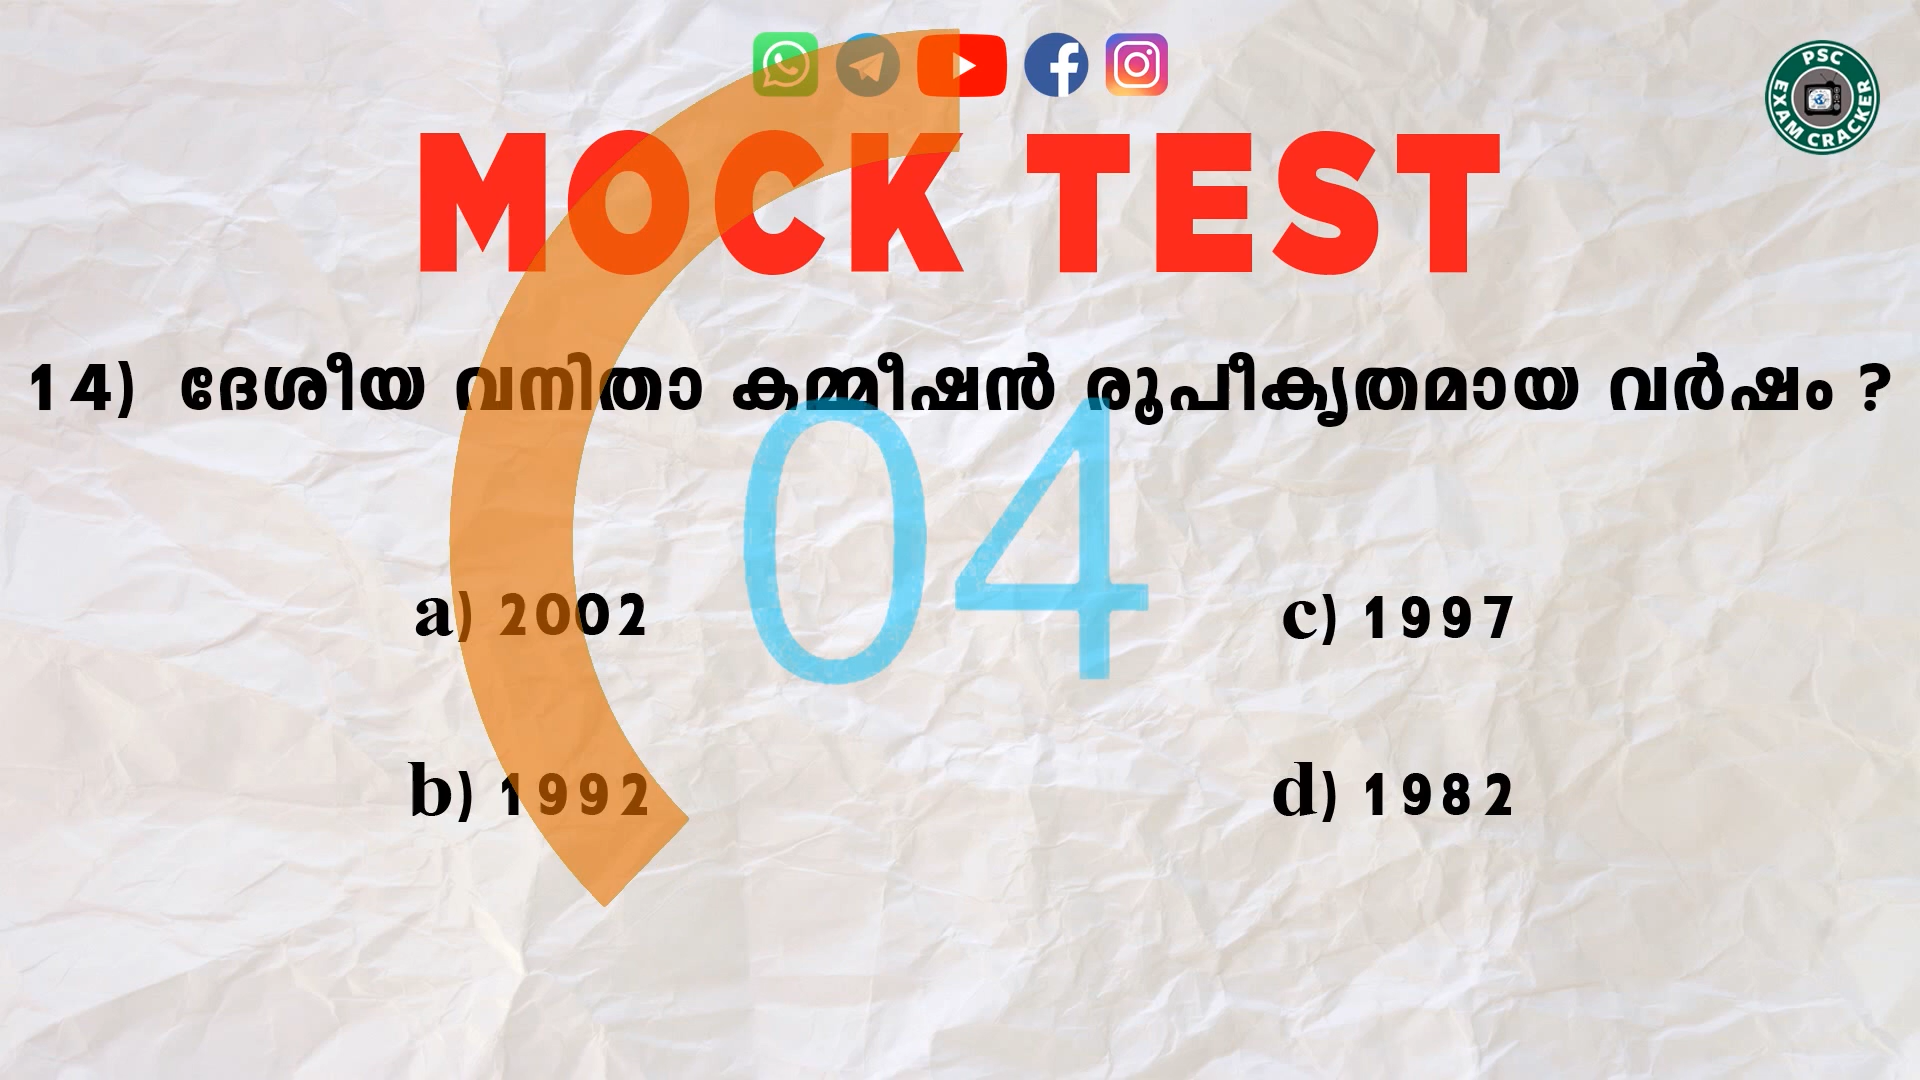 PSC
EXAM CRACKER
MOCK TEST
14) ദേശീയ വനിതാ കമ്മീഷൻ രൂപീകൃതമായ വർഷം ?
04
a) 2002
c) 1997
b) 1992
d) 1982